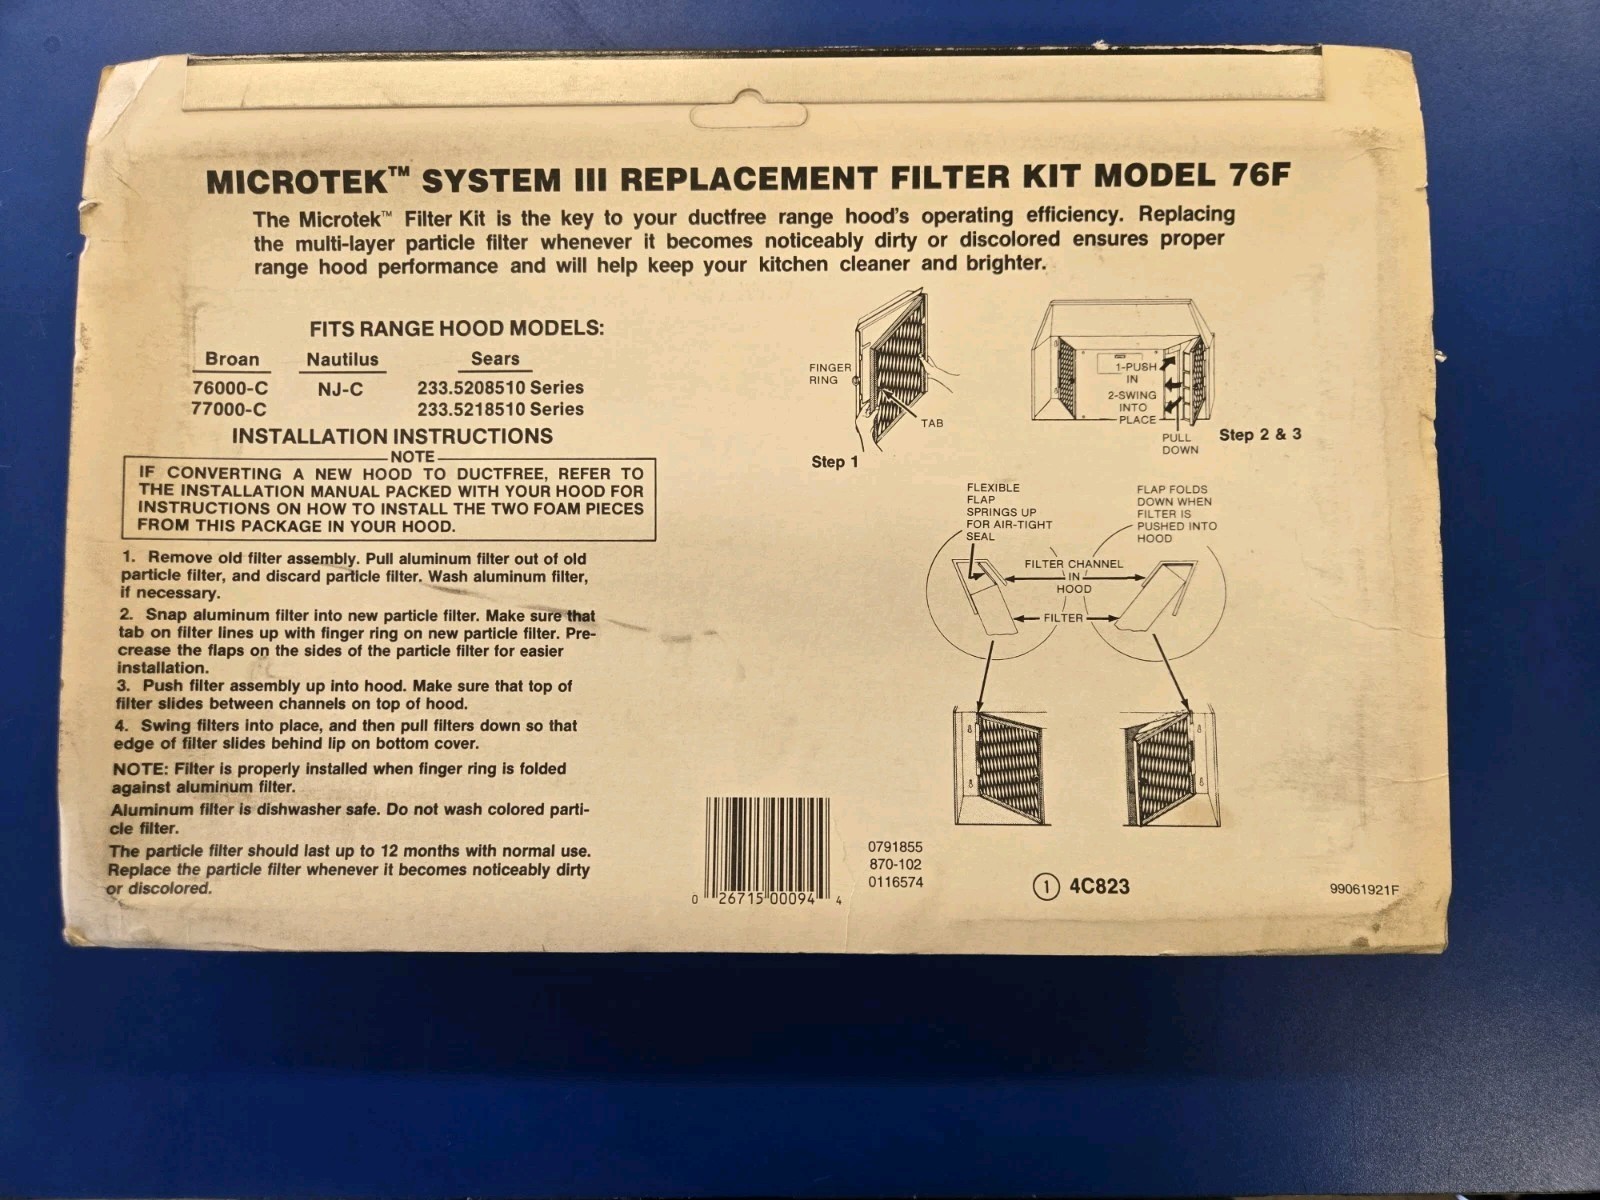 MICROTEK™ SYSTEM III REPLACEMENT FILTER KIT MODEL 76F
The Microtek™ Filter Kit is the key to your ductfree range hood's operating efficiency. Replacing
the multi-layer particle filter whenever it becomes noticeably dirty or discolored ensures proper
range hood performance and will help keep your kitchen cleaner and brighter.
FITS RANGE HOOD MODELS:
Broan Nautilus Sears
76000-C NJ-C 233.5208510 Series
77000-C 233.5218510 Series
INSTALLATION INSTRUCTIONS
NOTE
IF CONVERTING A NEW HOOD TO DUCTFREE, REFER TO
THE INSTALLATION MANUAL PACKED WITH YOUR HOOD FOR
INSTRUCTIONS ON HOW TO INSTALL THE TWO FOAM PIECES
FROM THIS PACKAGE IN YOUR HOOD.
1. Remove old filter assembly. Pull aluminum filter out of old
particle filter, and discard particle filter. Wash aluminum filter,
if necessary.
2. Snap aluminum filter into new particle filter. Make sure that
tab on filter lines up with finger ring on new particle filter. Pre-
crease the flaps on the sides of the particle filter for easier
installation.
3. Push filter assembly up into hood. Make sure that top of
filter slides between channels on top of hood.
4. Swing filters into place, and then pull filters down so that
edge of filter slides behind lip on bottom cover.
NOTE: Filter is properly installed when finger ring is folded
against aluminum filter.
Aluminum filter is dishwasher safe. Do not wash colored parti-
cle filter.
The particle filter should last up to 12 months with normal use.
Replace the particle filter whenever it becomes noticeably dirty
or discolored.
FINGER
RING
TAB
Step 1
1-PUSH
IN
2-SWING
INTO
PLACE
PULL
DOWN
Step 2 & 3
FLEXIBLE
FLAP
SPRINGS UP
FOR AIR-TIGHT
SEAL
FLAP FOLDS
DOWN WHEN
FILTER IS
PUSHED INTO
HOOD
FILTER CHANNEL
IN
HOOD
FILTER
0 26715 00094 4
0791855
870-102
0116574
1 4C823
99061921F